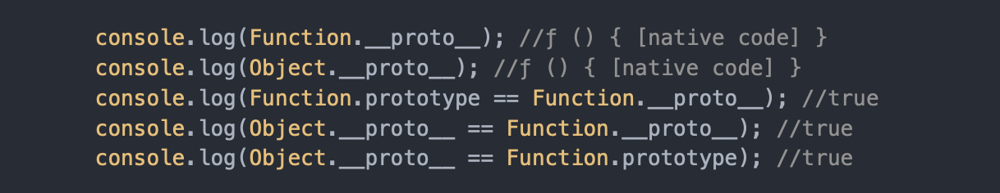 console.log(Function.__proto__); //ƒ () { [native code] }
console.log(Object.__proto__); //ƒ () { [native code] }
console.log(Function.prototype == Function.__proto__); //true
console.log(Object.__proto__ == Function.__proto__); //true
console.log(Object.__proto__ == Function.prototype); //true